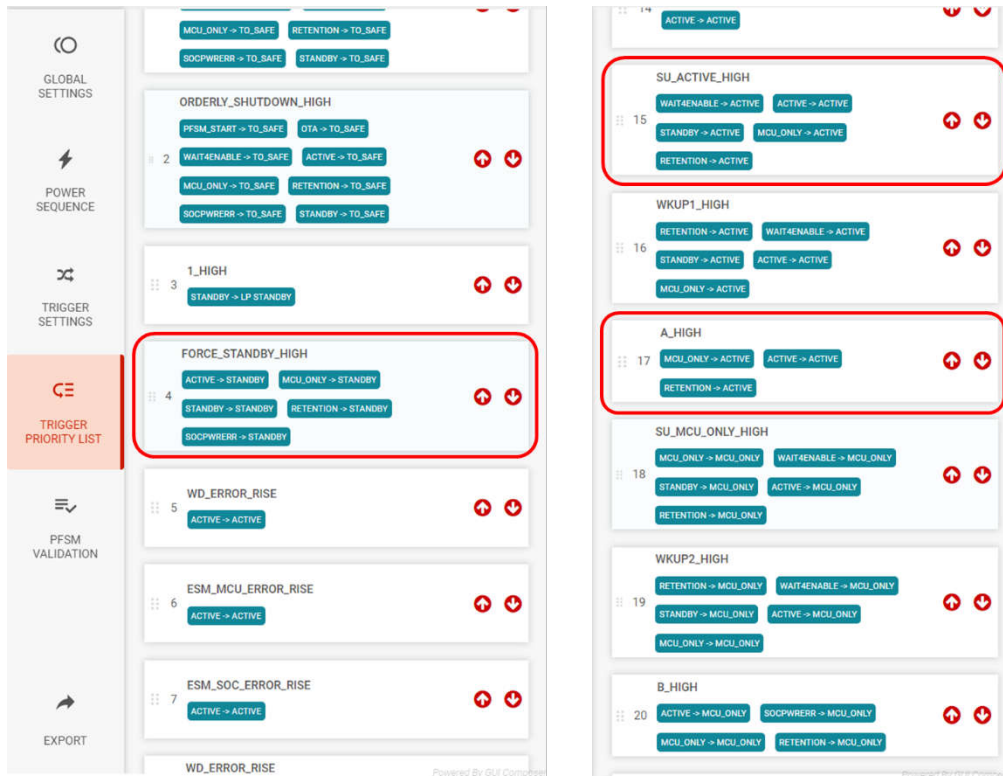 GLOBAL
SETTINGS
POWER
SEQUENCE
TRIGGER
SETTINGS
TRIGGER
PRIORITY LIST
PFSM
VALIDATION
EXPORT
MCU_ONLY -> TO_SAFE RETENTION -> TO_SAFE
SOCPWRERR -> TO_SAFE STANDBY -> TO_SAFE
ORDERLY_SHUTDOWN_HIGH
PFSM_START -> TO_SAFE OTA -> TO_SAFE
2 WAIT4ENABLE -> TO_SAFE ACTIVE -> TO_SAFE
MCU_ONLY -> TO_SAFE RETENTION -> TO_SAFE
SOCPWRERR -> TO_SAFE STANDBY -> TO_SAFE
1_HIGH
3 STANDBY -> LP STANDBY
FORCE_STANDBY_HIGH
ACTIVE -> STANDBY MCU_ONLY -> STANDBY
4 STANDBY -> STANDBY RETENTION -> STANDBY
SOCPWRERR -> STANDBY
WD_ERROR_RISE
5 ACTIVE -> ACTIVE
ESM_MCU_ERROR_RISE
6 ACTIVE -> ACTIVE
ESM_SOC_ERROR_RISE
7 ACTIVE -> ACTIVE
WD_ERROR_RISE
Powered By GUI Composer
14 ACTIVE -> ACTIVE
SU_ACTIVE_HIGH
WAIT4ENABLE -> ACTIVE ACTIVE -> ACTIVE
15 STANDBY -> ACTIVE MCU_ONLY -> ACTIVE
RETENTION -> ACTIVE
WKUP1_HIGH
RETENTION -> ACTIVE WAIT4ENABLE -> ACTIVE
16 STANDBY -> ACTIVE ACTIVE -> ACTIVE
MCU_ONLY -> ACTIVE
A_HIGH
17 MCU_ONLY -> ACTIVE ACTIVE -> ACTIVE
RETENTION -> ACTIVE
SU_MCU_ONLY_HIGH
MCU_ONLY -> MCU_ONLY WAIT4ENABLE -> MCU_ONLY
18 STANDBY -> MCU_ONLY ACTIVE -> MCU_ONLY
RETENTION -> MCU_ONLY
WKUP2_HIGH
RETENTION -> MCU_ONLY WAIT4ENABLE -> MCU_ONLY
19 STANDBY -> MCU_ONLY ACTIVE -> MCU_ONLY
MCU_ONLY -> MCU_ONLY
B_HIGH
20 ACTIVE -> MCU_ONLY SOCPWRERR -> MCU_ONLY
MCU_ONLY -> MCU_ONLY RETENTION -> MCU_ONLY